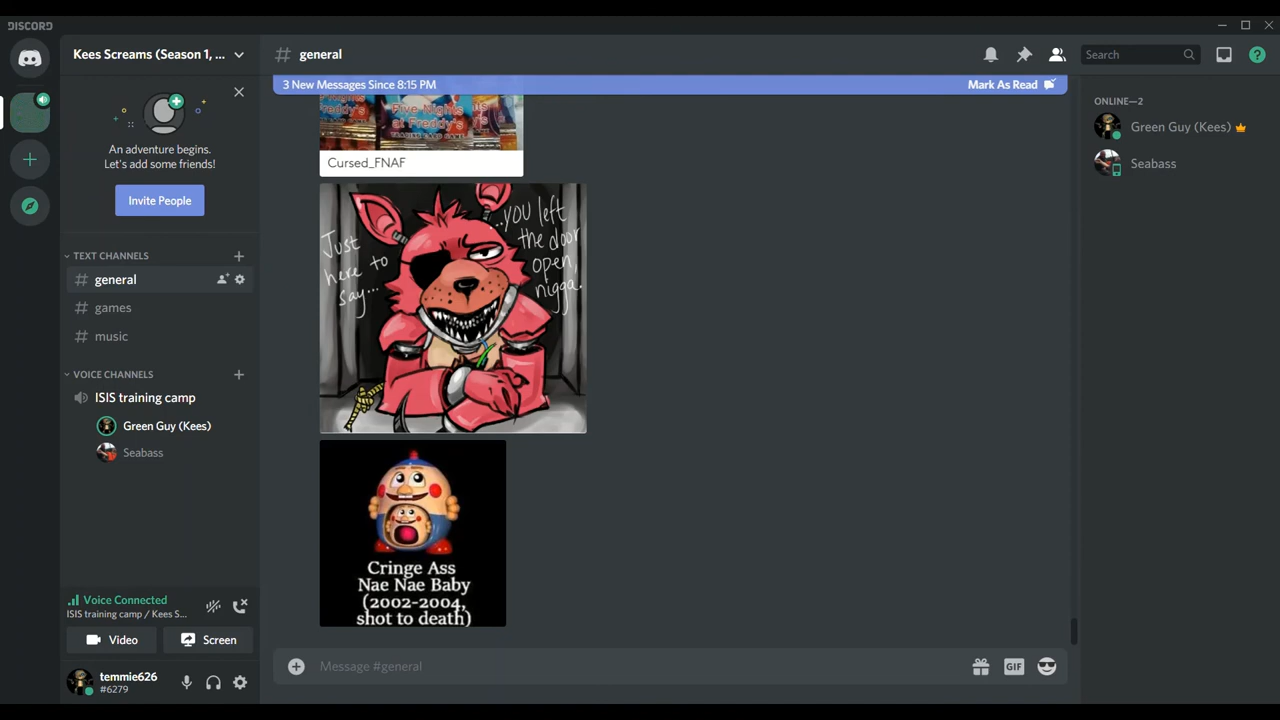 DISCORD
Kees Screams (Season 1, ...
general
Search
3 New Messages Since 8:15 PM
Mark As Read
An adventure begins.
Let's add some friends!
Invite People
TEXT CHANNELS
general
games
music
VOICE CHANNELS
ISIS training camp
Green Guy (Kees)
Seabass
Voice Connected
ISIS training camp / Kees S...
Video
Screen
temmie626
#6279
Five Nights
at Freddy's
TRADING CARD GAME
Cursed_FNAF
Just
here to
say...
...you left
the door
open,
nigga.
Cringe Ass
Nae Nae Baby
(2002-2004,
shot to death)
Message #general
GIF
ONLINE—2
Green Guy (Kees)
Seabass